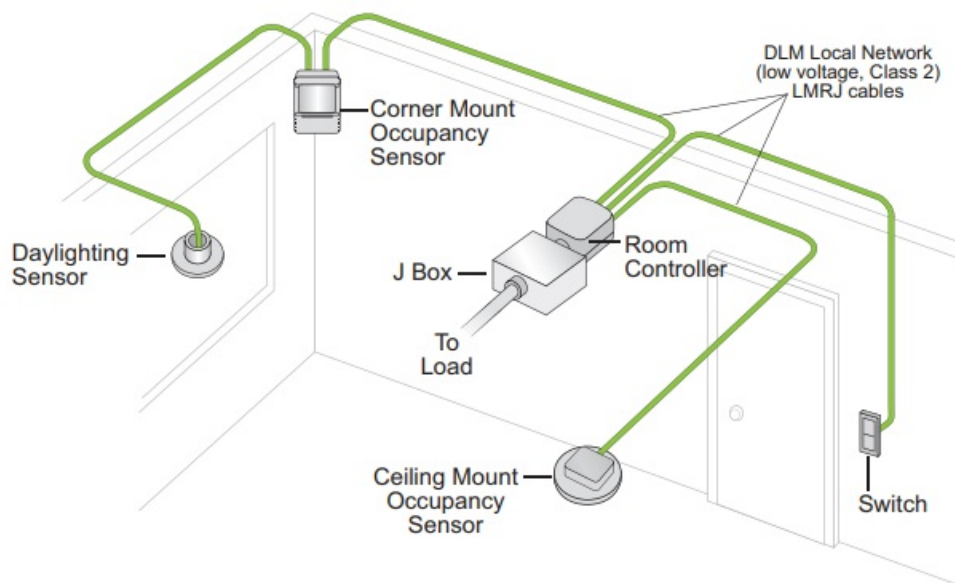 DLM Local Network
(low voltage, Class 2)
LMRJ cables
Corner Mount
Occupancy
Sensor
Daylighting
Sensor
J Box
Room
Controller
To
Load
Ceiling Mount
Occupancy
Sensor
Switch